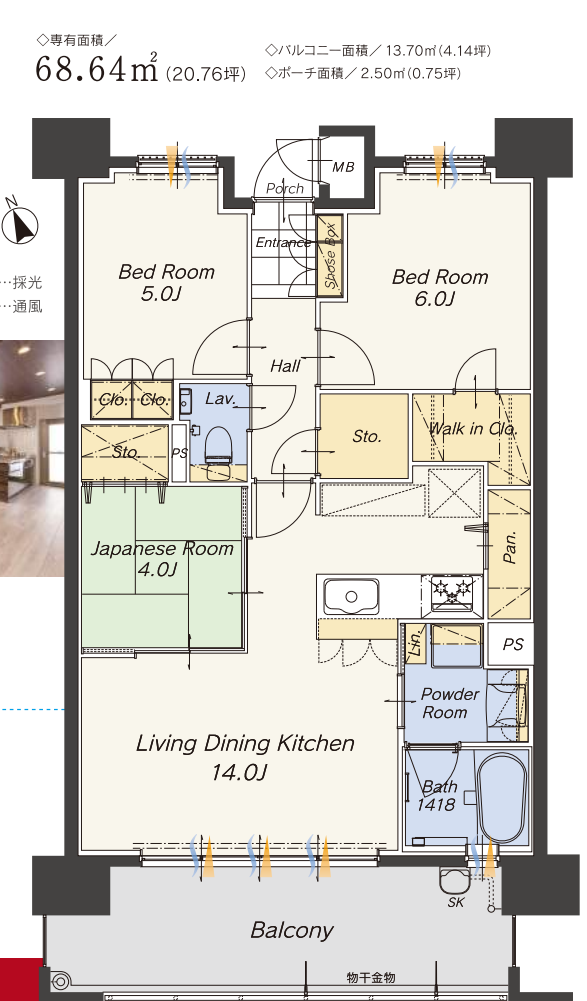 ◇専有面積／
68.64㎡(20.76坪)
◇バルコニー面積／13.70㎡(4.14坪)
◇ポーチ面積／2.50㎡(0.75坪)
N
…採光
…通風
MB
Porch
Entrance
Shose Box
Bed Room
5.0J
Bed Room
6.0J
Hall
Clo.
Clo.
Lav.
Sto.
Walk in Clo.
Sto.
PS
Japanese Room
4.0J
Pan.
Lin.
PS
Powder
Room
Living Dining Kitchen
14.0J
Bath
1418
SK
Balcony
物干金物